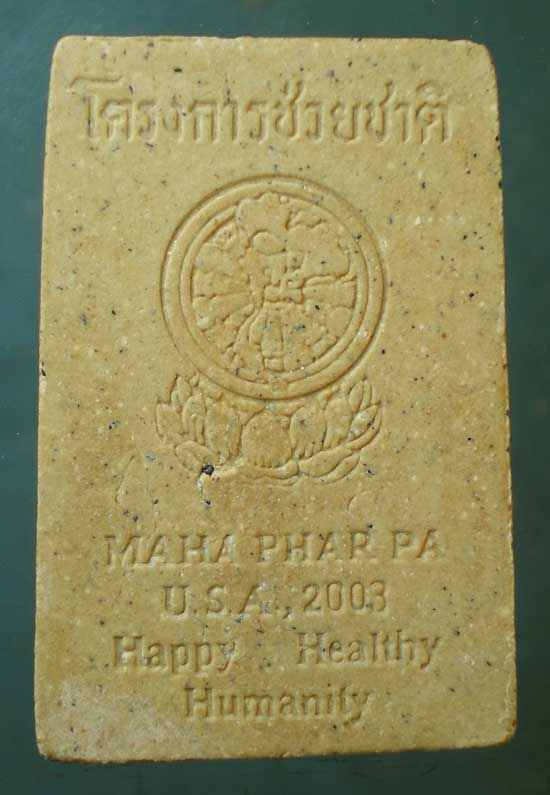 โครงการช่วยชาติ
MAHA PHAR PA
U.S.A., 2003
Happy Healthy
Humanity